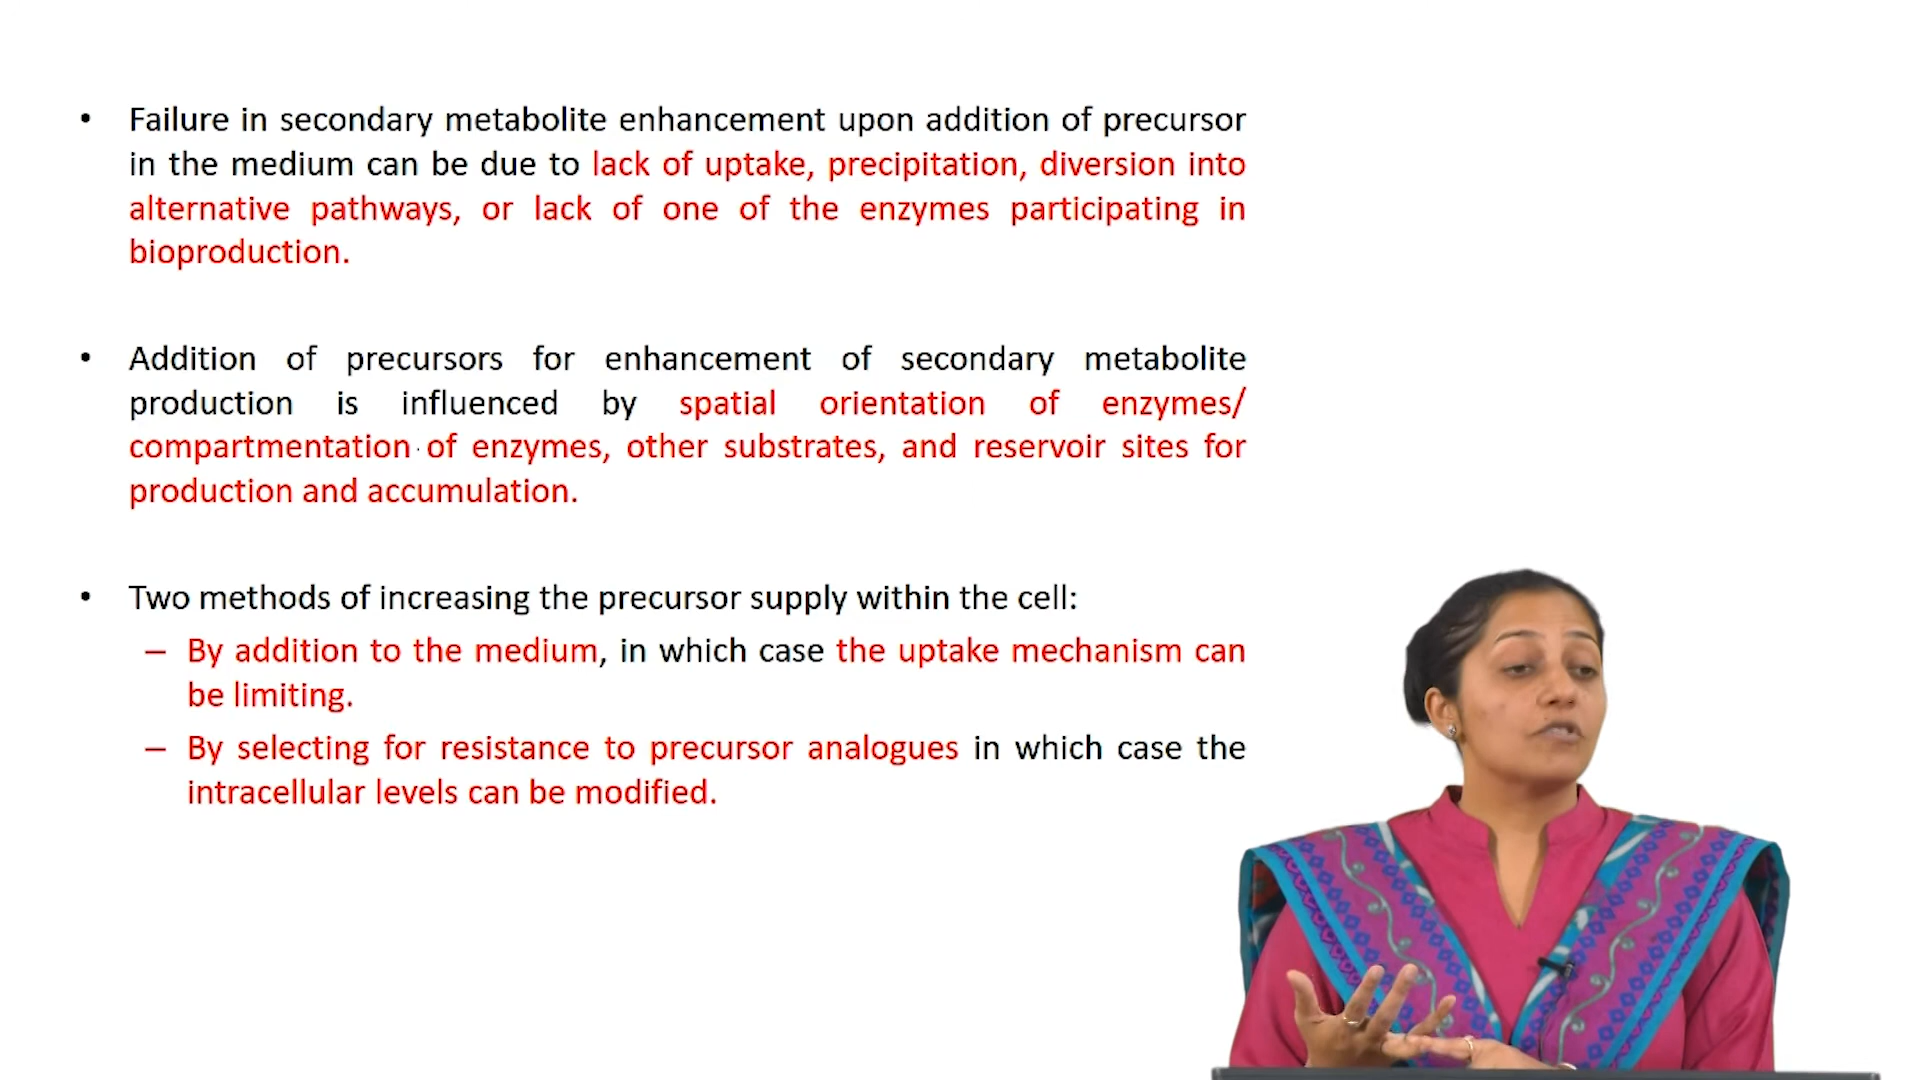 • Failure in secondary metabolite enhancement upon addition of precursor
in the medium can be due to lack of uptake, precipitation, diversion into
alternative pathways, or lack of one of the enzymes participating in
bioproduction.
• Addition of precursors for enhancement of secondary metabolite
production is influenced by spatial orientation of enzymes/
compartmentation of enzymes, other substrates, and reservoir sites for
production and accumulation.
• Two methods of increasing the precursor supply within the cell:
– By addition to the medium, in which case the uptake mechanism can
be limiting.
– By selecting for resistance to precursor analogues in which case the
intracellular levels can be modified.